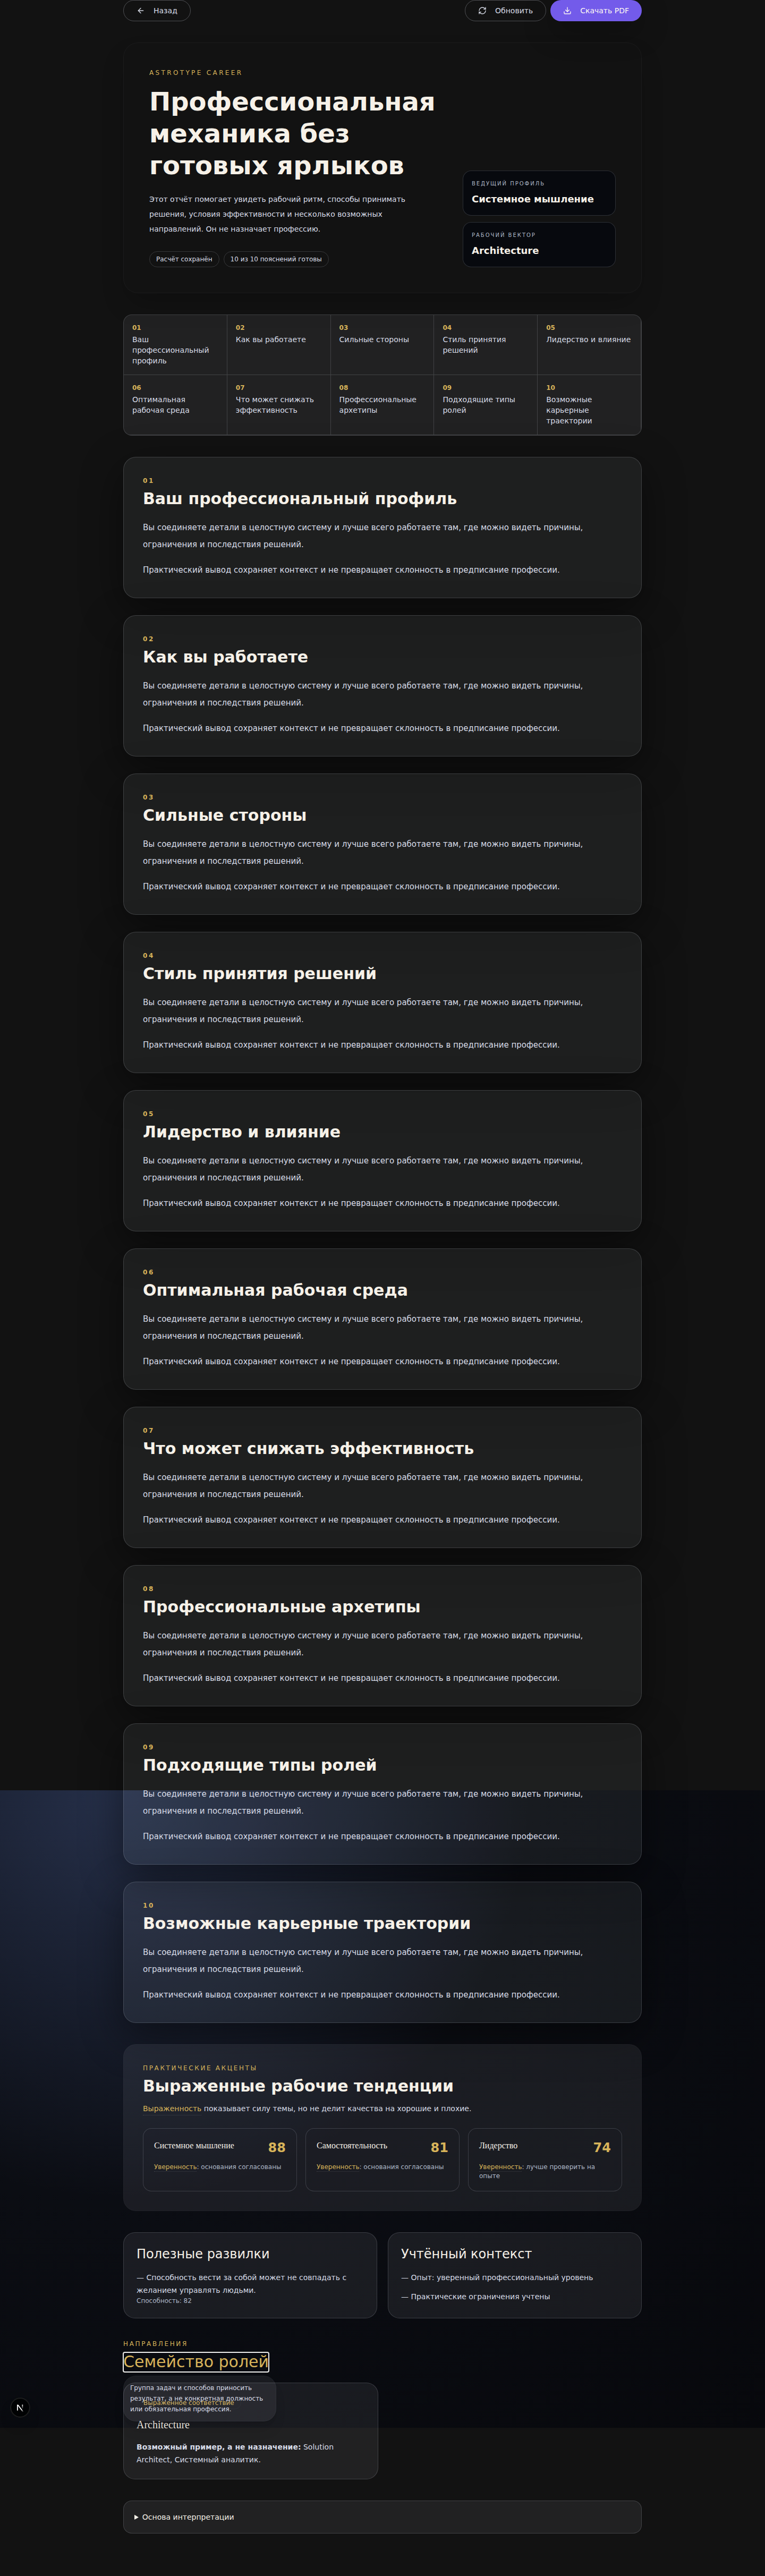 Назад
Обновить
Скачать PDF
ASTROTYPE CAREER
Профессиональная
механика без
готовых ярлыков
Этот отчёт помогает увидеть рабочий ритм, способы принимать
решения, условия эффективности и несколько возможных
направлений. Он не назначает профессию.
Расчёт сохранён
10 из 10 пояснений готовы
ВЕДУЩИЙ ПРОФИЛЬ
Системное мышление
РАБОЧИЙ ВЕКТОР
Architecture
01
Ваш
профессиональный
профиль
02
Как вы работаете
03
Сильные стороны
04
Стиль принятия
решений
05
Лидерство и влияние
06
Оптимальная
рабочая среда
07
Что может снижать
эффективность
08
Профессиональные
архетипы
09
Подходящие типы
ролей
10
Возможные
карьерные
траектории
01
Ваш профессиональный профиль
Вы соединяете детали в целостную систему и лучше всего работаете там, где можно видеть причины,
ограничения и последствия решений.
Практический вывод сохраняет контекст и не превращает склонность в предписание профессии.
02
Как вы работаете
Вы соединяете детали в целостную систему и лучше всего работаете там, где можно видеть причины,
ограничения и последствия решений.
Практический вывод сохраняет контекст и не превращает склонность в предписание профессии.
03
Сильные стороны
Вы соединяете детали в целостную систему и лучше всего работаете там, где можно видеть причины,
ограничения и последствия решений.
Практический вывод сохраняет контекст и не превращает склонность в предписание профессии.
04
Стиль принятия решений
Вы соединяете детали в целостную систему и лучше всего работаете там, где можно видеть причины,
ограничения и последствия решений.
Практический вывод сохраняет контекст и не превращает склонность в предписание профессии.
05
Лидерство и влияние
Вы соединяете детали в целостную систему и лучше всего работаете там, где можно видеть причины,
ограничения и последствия решений.
Практический вывод сохраняет контекст и не превращает склонность в предписание профессии.
06
Оптимальная рабочая среда
Вы соединяете детали в целостную систему и лучше всего работаете там, где можно видеть причины,
ограничения и последствия решений.
Практический вывод сохраняет контекст и не превращает склонность в предписание профессии.
07
Что может снижать эффективность
Вы соединяете детали в целостную систему и лучше всего работаете там, где можно видеть причины,
ограничения и последствия решений.
Практический вывод сохраняет контекст и не превращает склонность в предписание профессии.
08
Профессиональные архетипы
Вы соединяете детали в целостную систему и лучше всего работаете там, где можно видеть причины,
ограничения и последствия решений.
Практический вывод сохраняет контекст и не превращает склонность в предписание профессии.
09
Подходящие типы ролей
Вы соединяете детали в целостную систему и лучше всего работаете там, где можно видеть причины,
ограничения и последствия решений.
Практический вывод сохраняет контекст и не превращает склонность в предписание профессии.
10
Возможные карьерные траектории
Вы соединяете детали в целостную систему и лучше всего работаете там, где можно видеть причины,
ограничения и последствия решений.
Практический вывод сохраняет контекст и не превращает склонность в предписание профессии.
ПРАКТИЧЕСКИЕ АКЦЕНТЫ
Выраженные рабочие тенденции
Выраженность показывает силу темы, но не делит качества на хорошие и плохие.
Системное мышление
88
Уверенность: основания согласованы
Самостоятельность
81
Уверенность: основания согласованы
Лидерство
74
Уверенность: лучше проверить на
опыте
Полезные развилки
— Способность вести за собой может не совпадать с
желанием управлять людьми.
Способность: 82
Учтённый контекст
— Опыт: уверенный профессиональный уровень
— Практические ограничения учтены
НАПРАВЛЕНИЯ
Семейство ролей
Группа задач и способов приносить
результат, а не конкретная должность
или обязательная профессия.
Выраженное соответствие
Architecture
Возможный пример, а не назначение: Solution
Architect, Системный аналитик.
N
Основа интерпретации